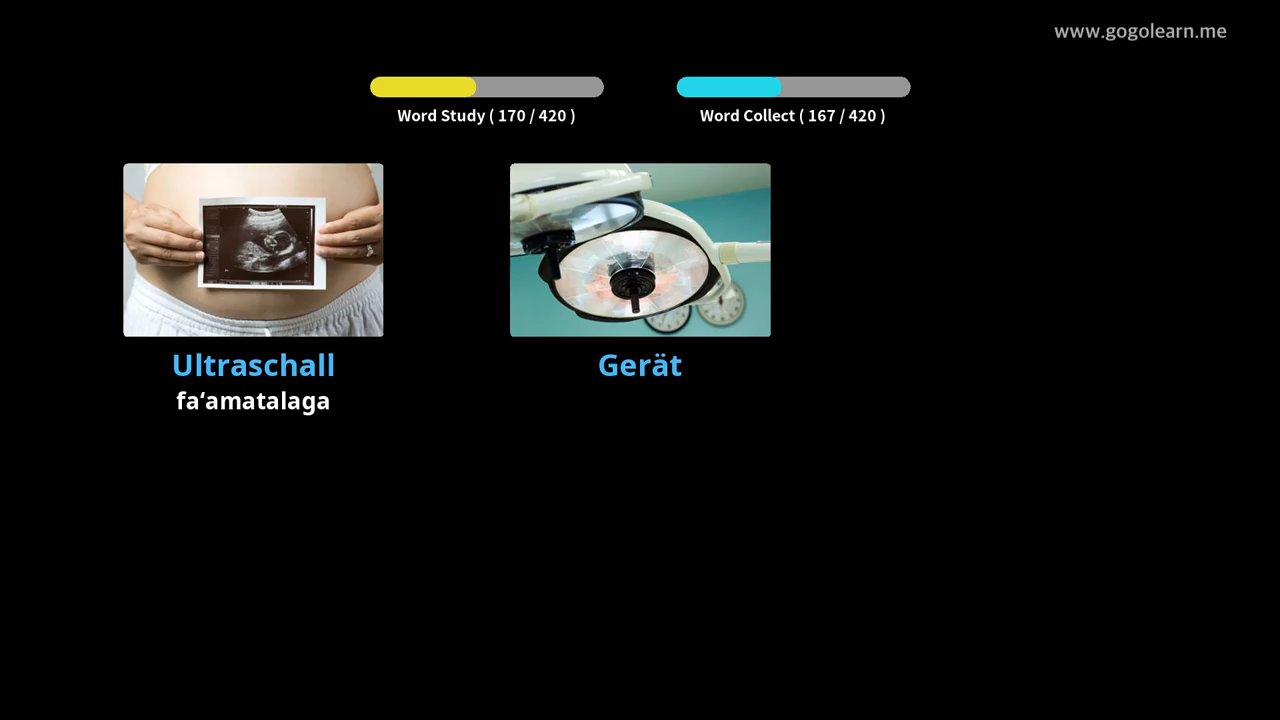 www.gogolearn.me
Word Study ( 170 / 420 )
Word Collect ( 167 / 420 )
Ultraschall
faʻamatalaga
Gerät